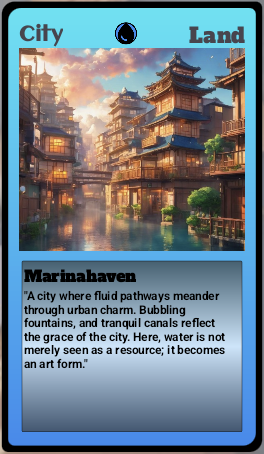 City
Land
Marinahaven
"A city where fluid pathways meander
through urban charm. Bubbling
fountains, and tranquil canals reflect
the grace of the city. Here, water is not
merely seen as a resource; it becomes
an art form."